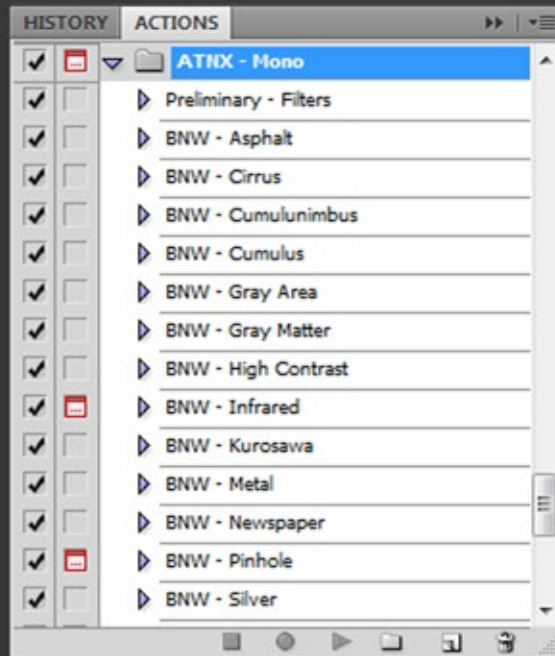 HISTORY ACTIONS
ATNX - Mono
Preliminary - Filters
BNW - Asphalt
BNW - Cirrus
BNW - Cumulunimbus
BNW - Cumulus
BNW - Gray Area
BNW - Gray Matter
BNW - High Contrast
BNW - Infrared
BNW - Kurosawa
BNW - Metal
BNW - Newspaper
BNW - Pinhole
BNW - Silver